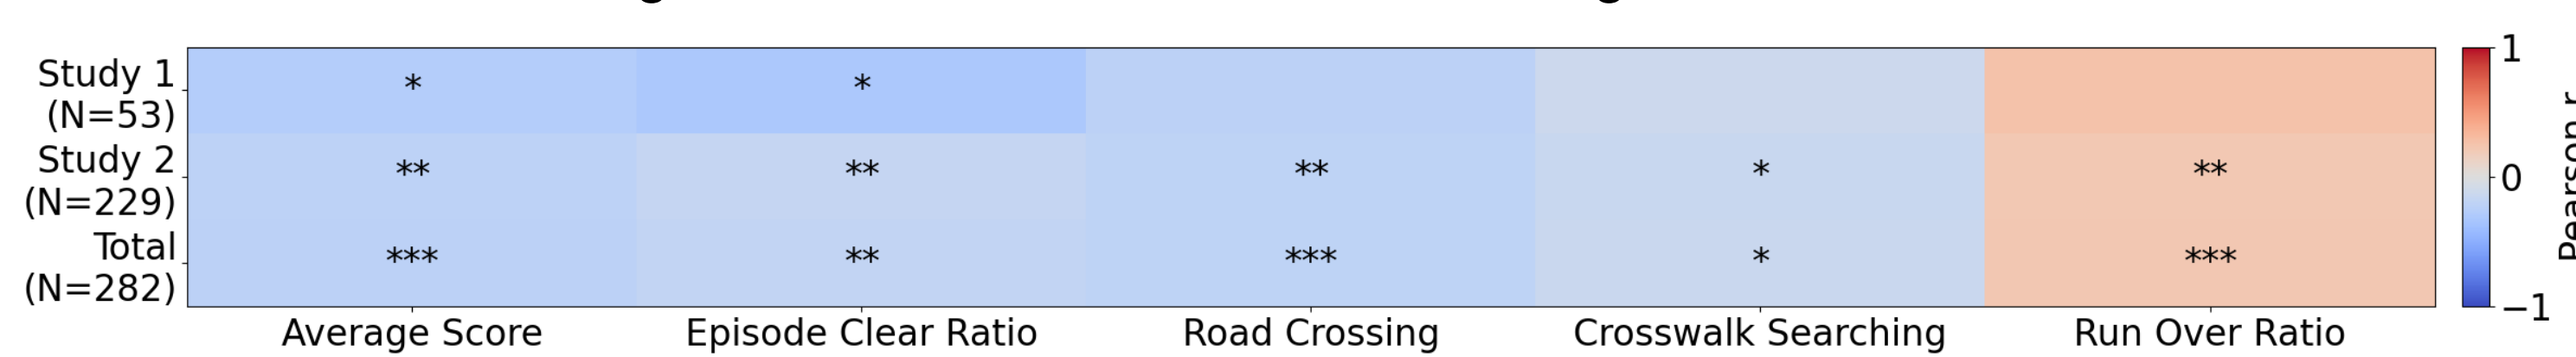 Study 1
(N=53)
* *
Study 2
(N=229)
** ** ** * **
Total
(N=282)
*** ** *** * ***
Average Score Episode Clear Ratio Road Crossing Crosswalk Searching Run Over Ratio
1
0
−1
Pearson r